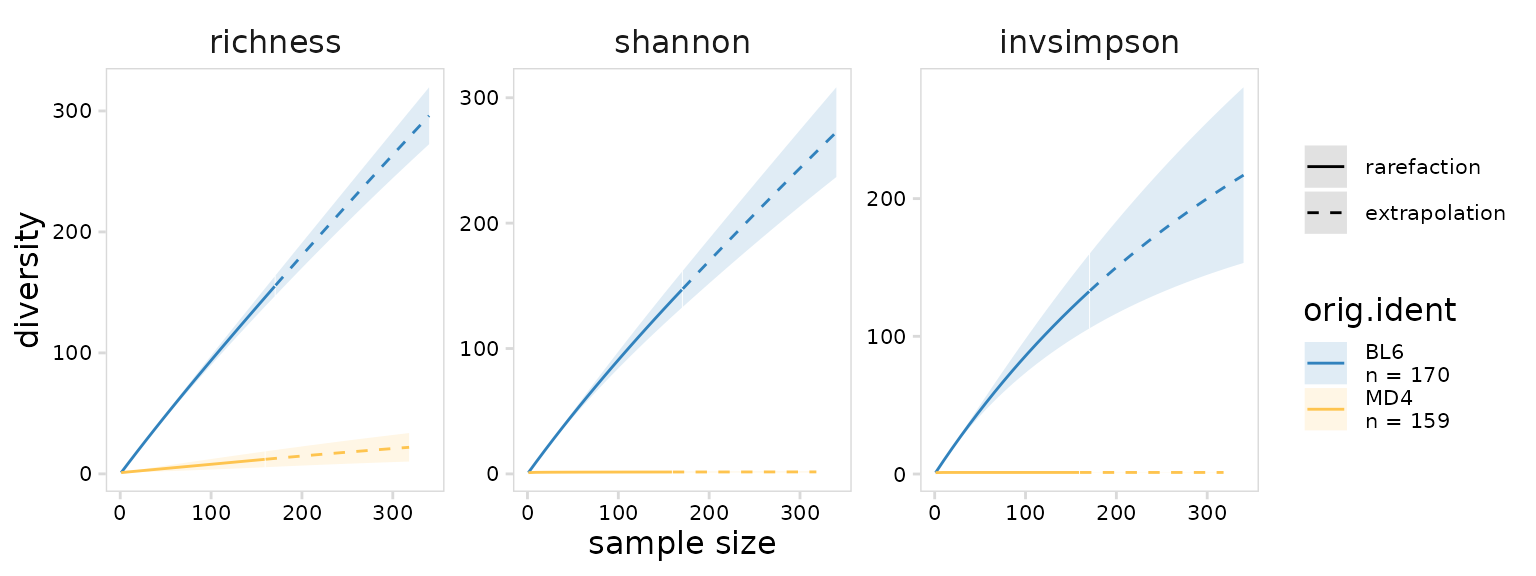 richness
shannon
invsimpson
diversity
300
200
100
0
0
100
200
300
300
200
100
0
0
100
200
300
200
100
0
0
100
200
300
sample size
rarefaction
extrapolation
orig.ident
BL6
n = 170
MD4
n = 159